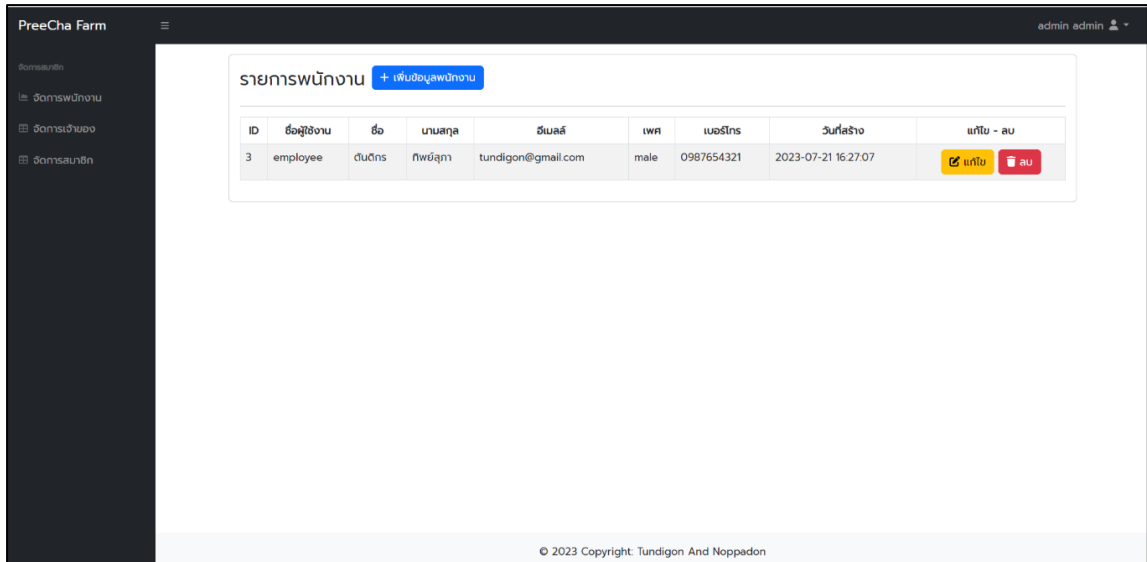 PreeCha Farm
admin admin
จัดการสมาชิก
จัดการพนักงาน
จัดการเจ้าของ
จัดการสมาชิก
รายการพนักงาน + เพิ่มข้อมูลพนักงาน
ID ชื่อผู้ใช้งาน ชื่อ นามสกุล อีเมลล์ เพศ เบอร์โทร วันที่สร้าง แก้ไข - ลบ
3 employee ตันติกร ทิพย์สุภา tundigon@gmail.com male 0987654321 2023-07-21 16:27:07 แก้ไข ลบ
© 2023 Copyright: Tundigon And Noppadon